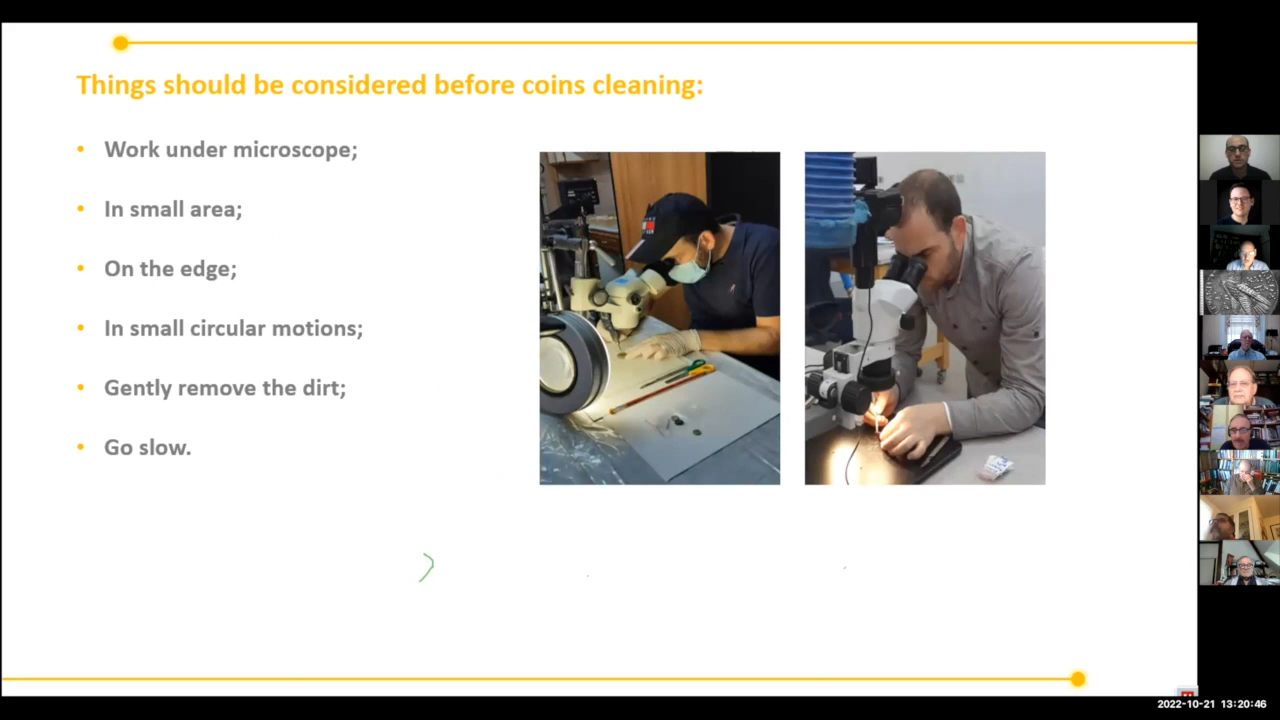 Things should be considered before coins cleaning:
• Work under microscope;
• In small area;
• On the edge;
• In small circular motions;
• Gently remove the dirt;
• Go slow.
2022-10-21 13:20:46